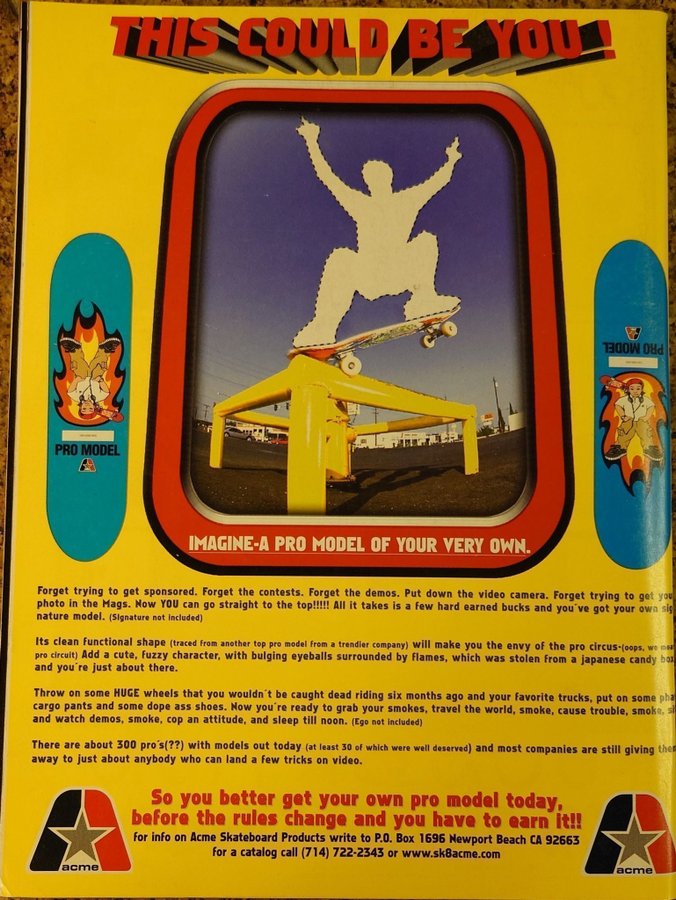 THIS COULD BE YOU !
PRO MODEL
PRO MODEL
IMAGINE-A PRO MODEL OF YOUR VERY OWN.
Forget trying to get sponsored. Forget the contests. Forget the demos. Put down the video camera. Forget trying to get you
photo in the Mags. Now YOU can go straight to the top!!!!! All it takes is a few hard earned bucks and you´ve got your own sig
nature model. (Signature not included)
Its clean functional shape (traced from another top pro model from a trendier company) will make you the envy of the pro circus-(oops, we mean
pro circuit) Add a cute, fuzzy character, with bulging eyeballs surrounded by flames, which was stolen from a japanese candy box
and you´re just about there.
Throw on some HUGE wheels that you wouldn´t be caught dead riding six months ago and your favorite trucks, put on some pha
cargo pants and some dope ass shoes. Now you´re ready to grab your smokes, travel the world, smoke, cause trouble, smoke,
and watch demos, smoke, cop an attitude, and sleep till noon. (Ego not included)
There are about 300 pro´s(??) with models out today (at least 30 of which were well deserved) and most companies are still giving them
away to just about anybody who can land a few tricks on video.
So you better get your own pro model today,
before the rules change and you have to earn it!!
for info on Acme Skateboard Products write to P.O. Box 1696 Newport Beach CA 92663
for a catalog call (714) 722-2343 or www.sk8acme.com
acme
acme